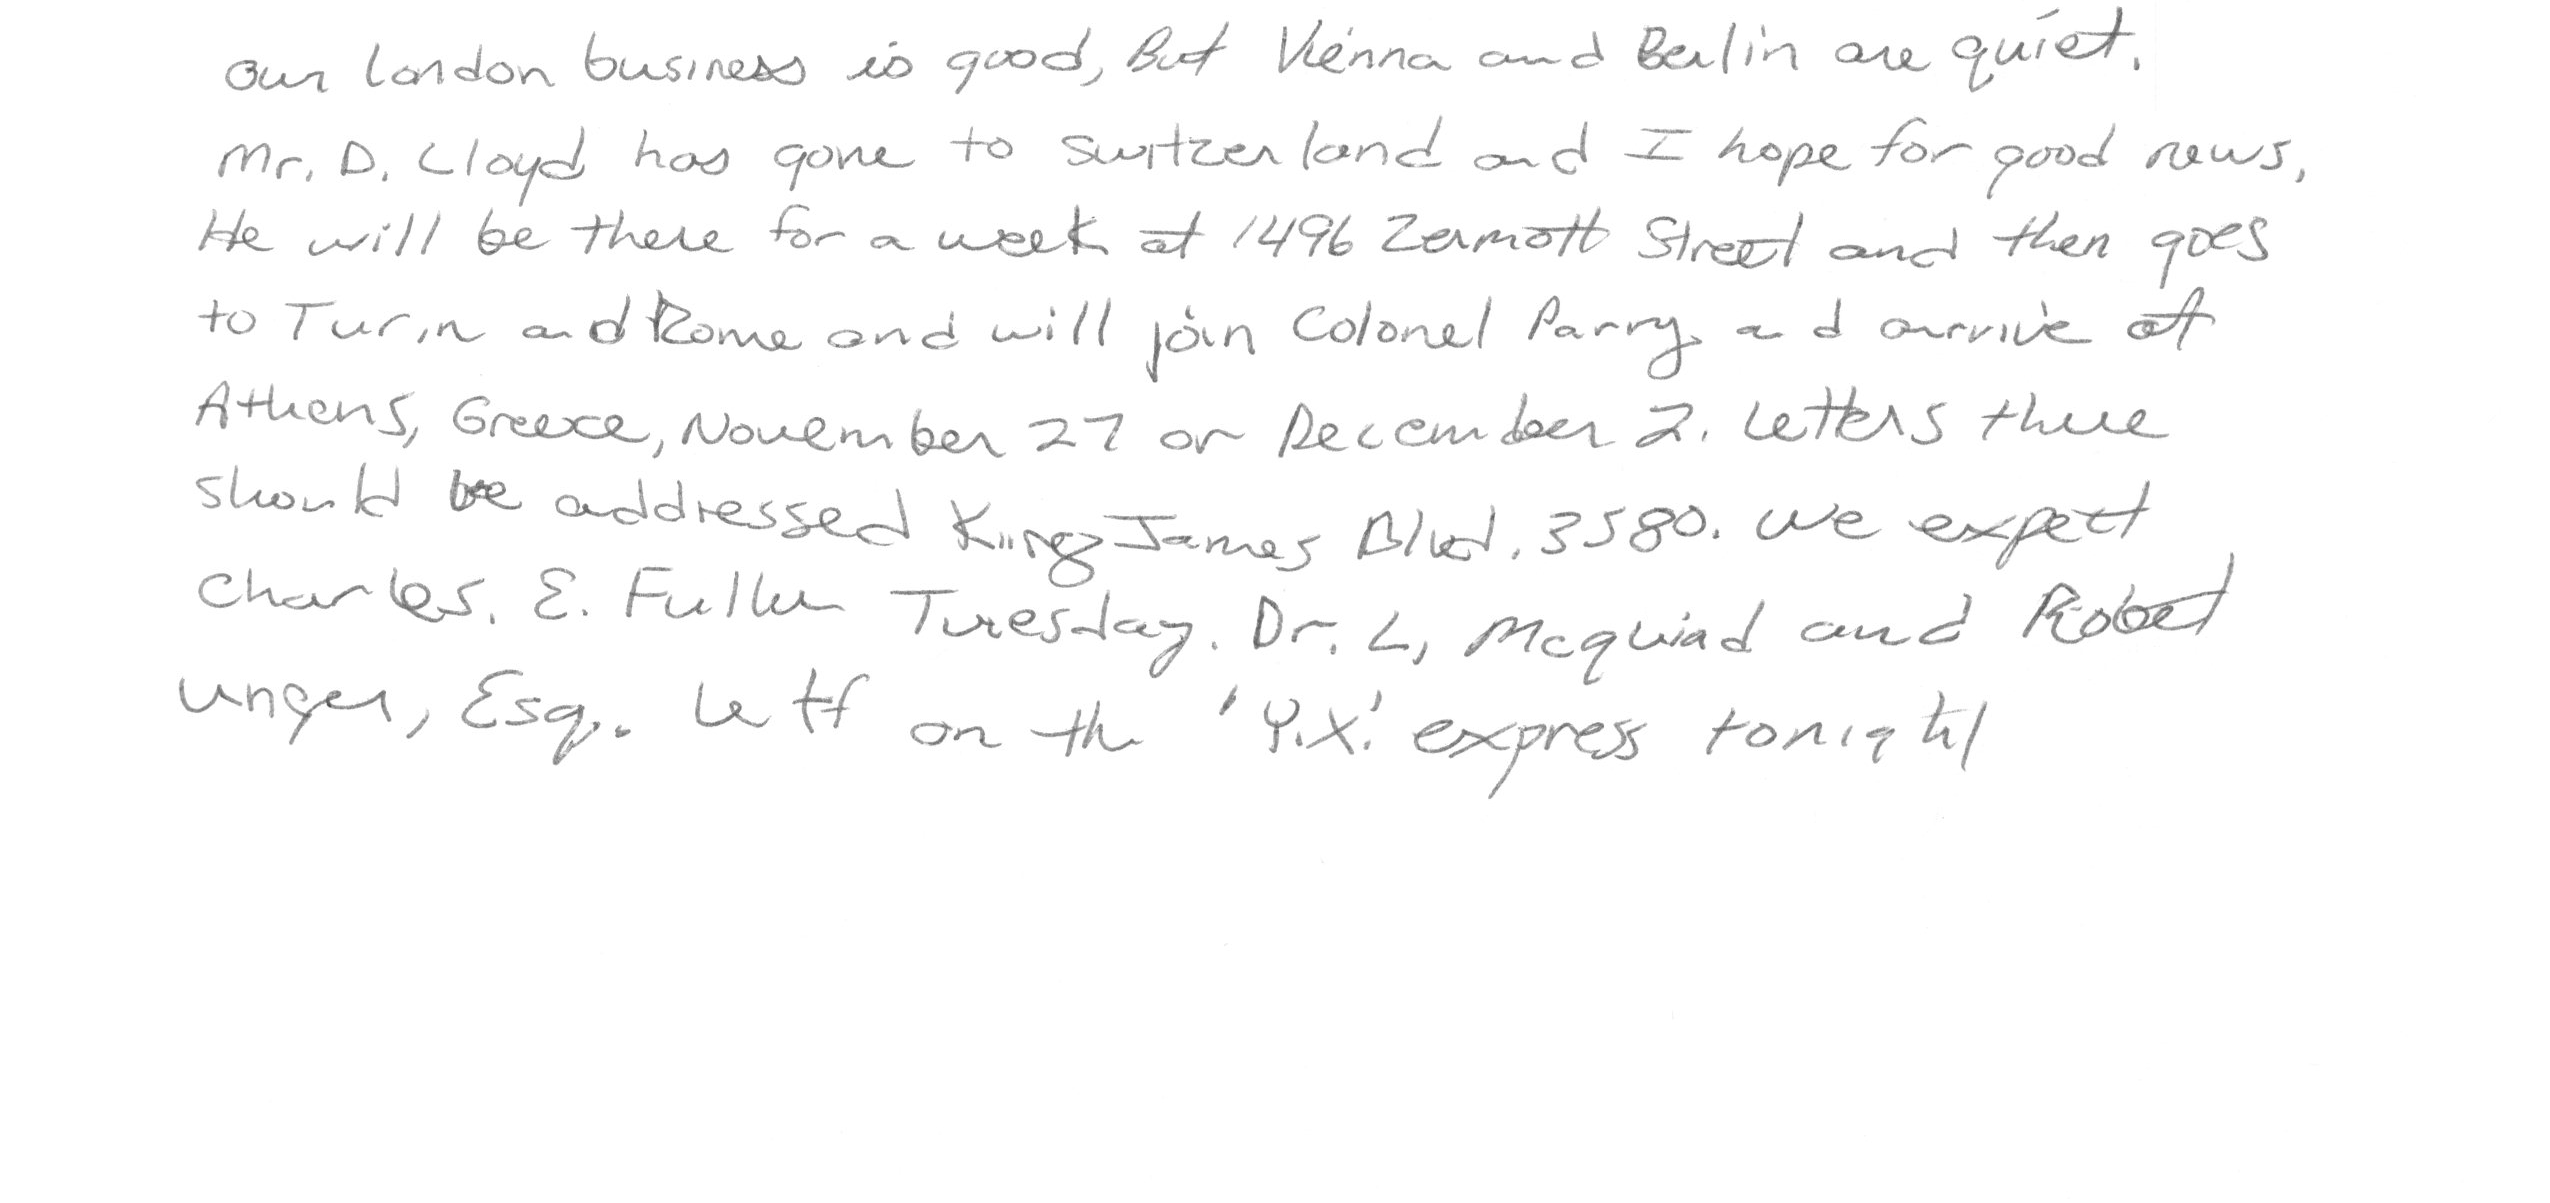 our london business is good, But Vienna and Berlin are quiet.
Mr. D. Lloyd has gone to Switzerland and I hope for good news,
He will be there for a week at 1496 Zermott Street and then goes
to Turin and Rome and will join Colonel Parry and arrive at
Athens, Greece, November 27 or December 2. Letters there
should be addressed King James Blvd. 3580. We expect
Charles. E. Fuller Tuesday. Dr. L, Mcquiad and Robert
unger, Esq.. left on the 'Y.X.' express tonight